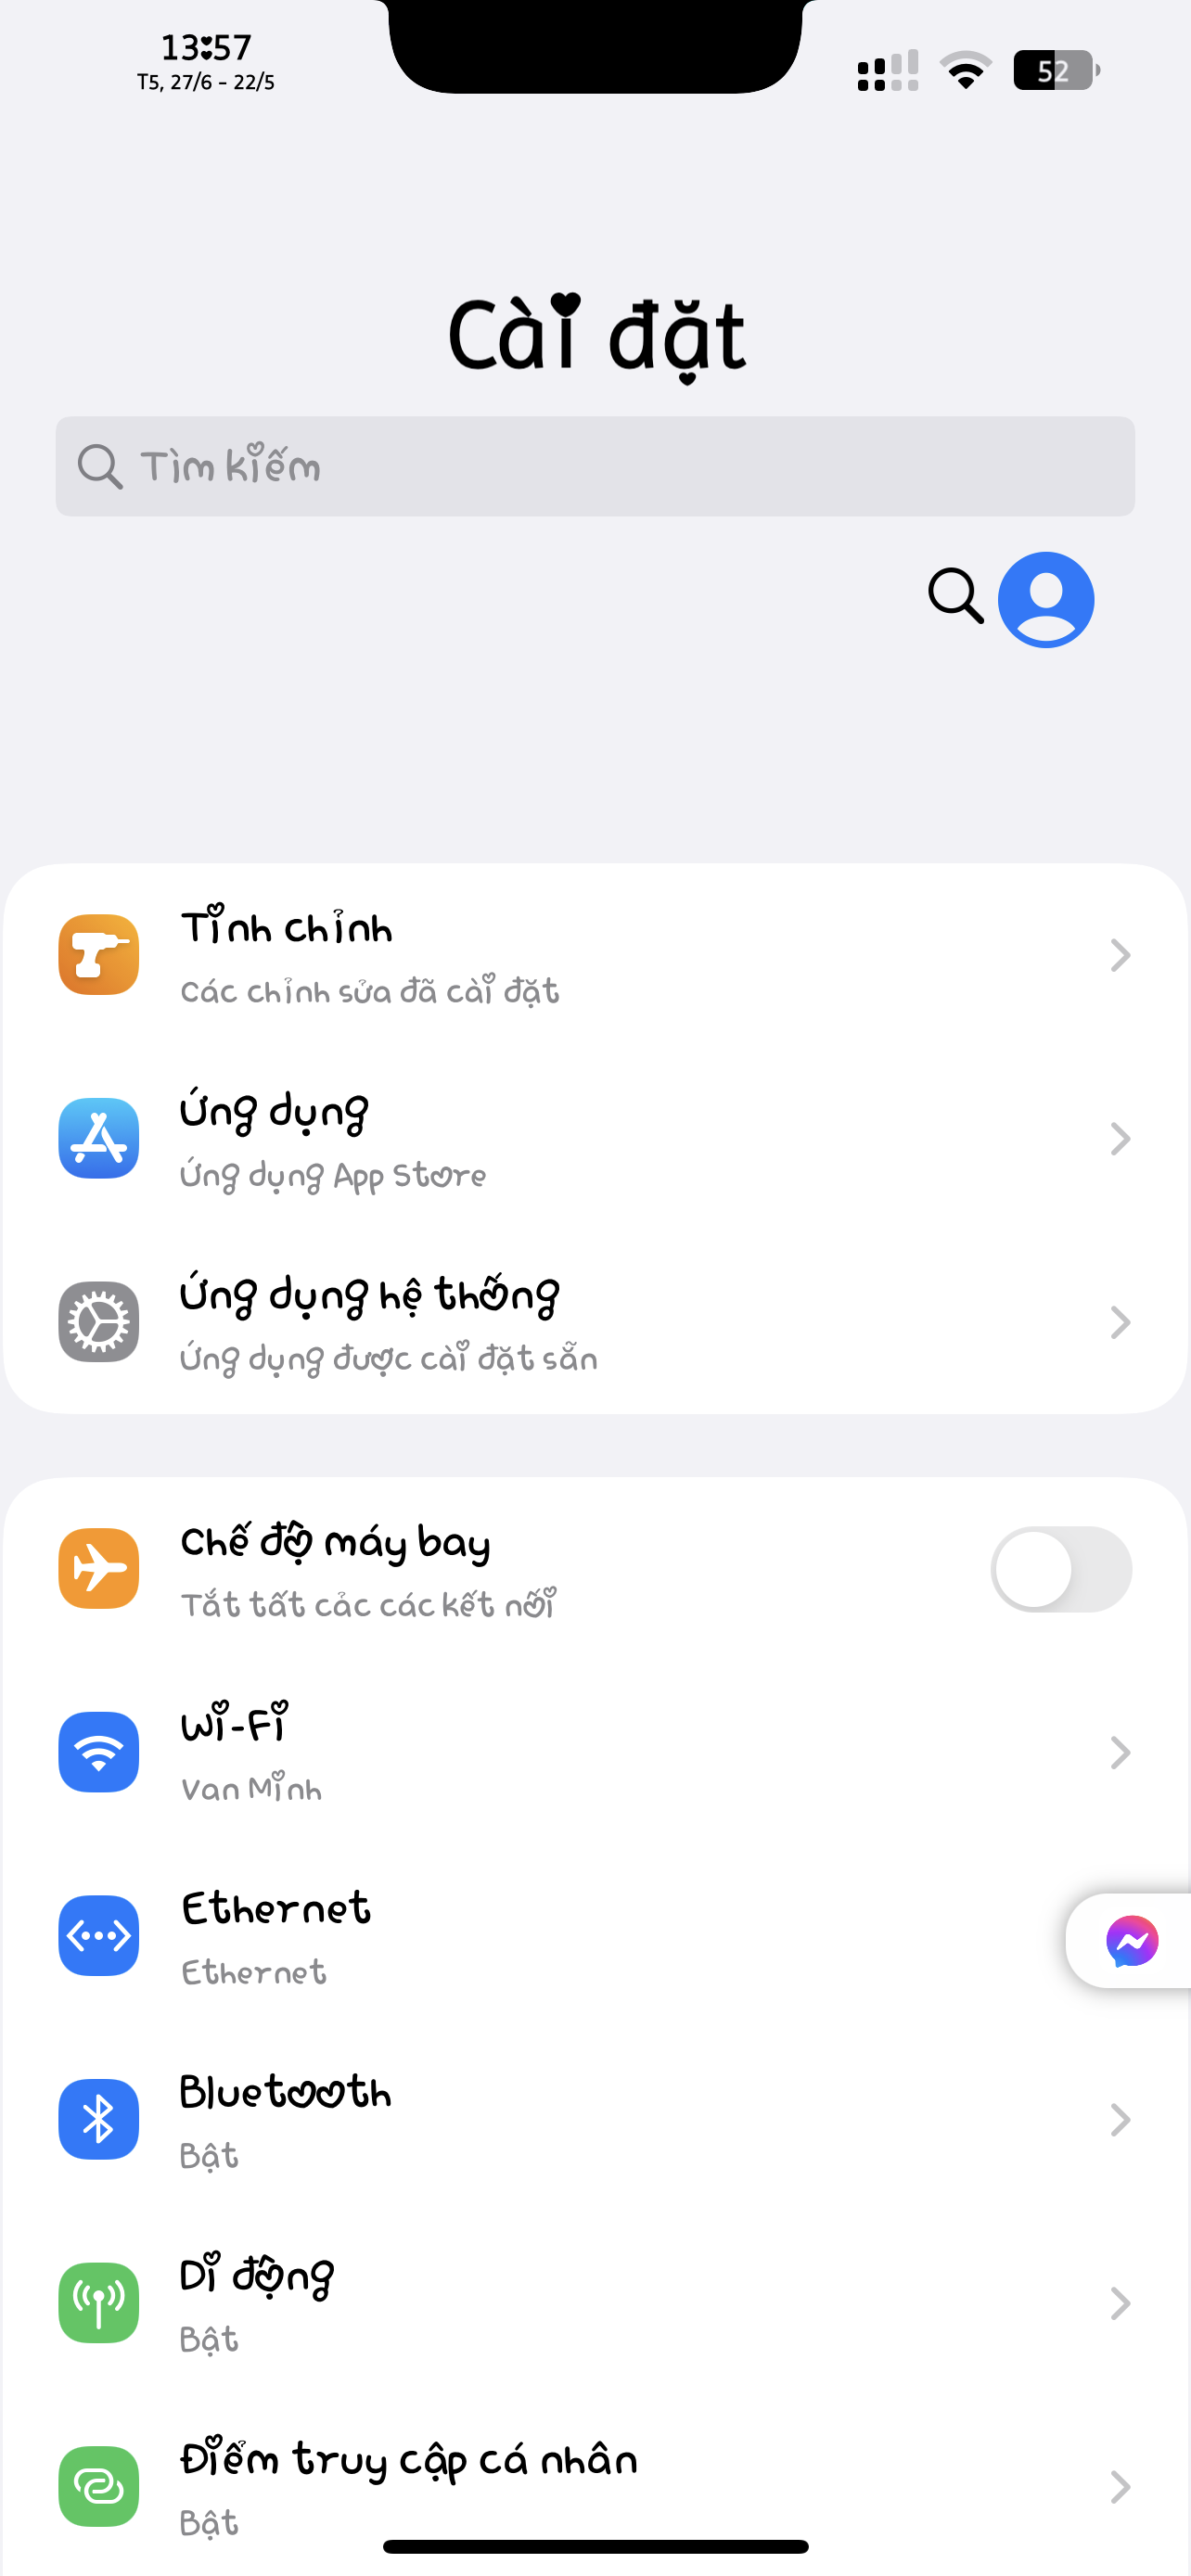 13:57
T5, 27/6 - 22/5
52
Cài đặt
Tìm kiếm
Tinh chỉnh
Các chỉnh sửa đã cài đặt
Ứng dụng
Ứng dụng App Store
Ứng dụng hệ thống
Ứng dụng được cài đặt sẵn
Chế độ máy bay
Tắt tất cả các kết nối
Wi-Fi
Van Minh
Ethernet
Ethernet
Bluetooth
Bật
Di động
Bật
Điểm truy cập cá nhân
Bật